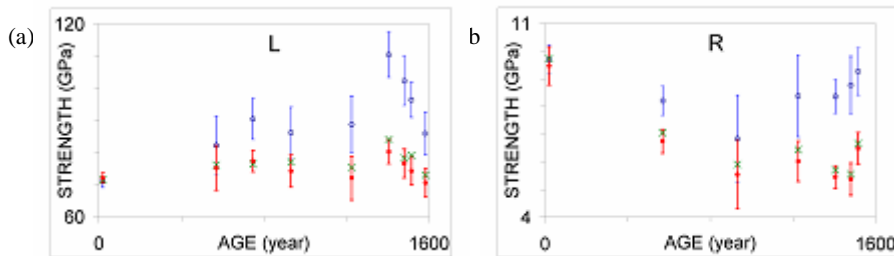 (a)
120
L
STRENGTH (GPa)
60
0
AGE (year)
1600
b
11
R
STRENGTH (GPa)
4
0
AGE (year)
1600